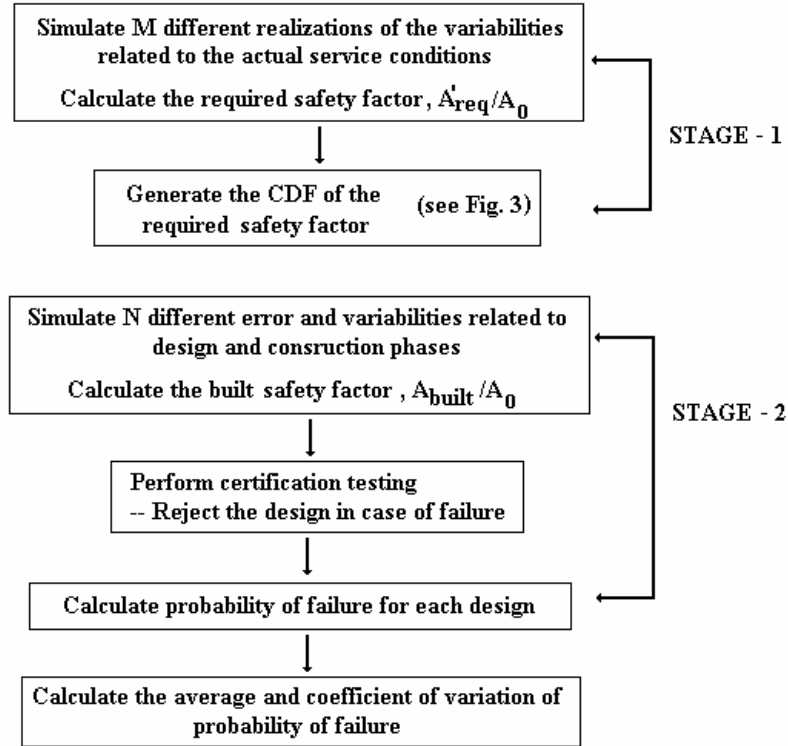 Simulate M different realizations of the variabilities
related to the actual service conditions
Calculate the required safety factor , A'req/A0
STAGE - 1
Generate the CDF of the (see Fig. 3)
required safety factor
Simulate N different error and variabilities related to
design and consruction phases
Calculate the built safety factor , Abuilt /A0
STAGE - 2
Perform certification testing
-- Reject the design in case of failure
Calculate probability of failure for each design
Calculate the average and coefficient of variation of
probability of failure